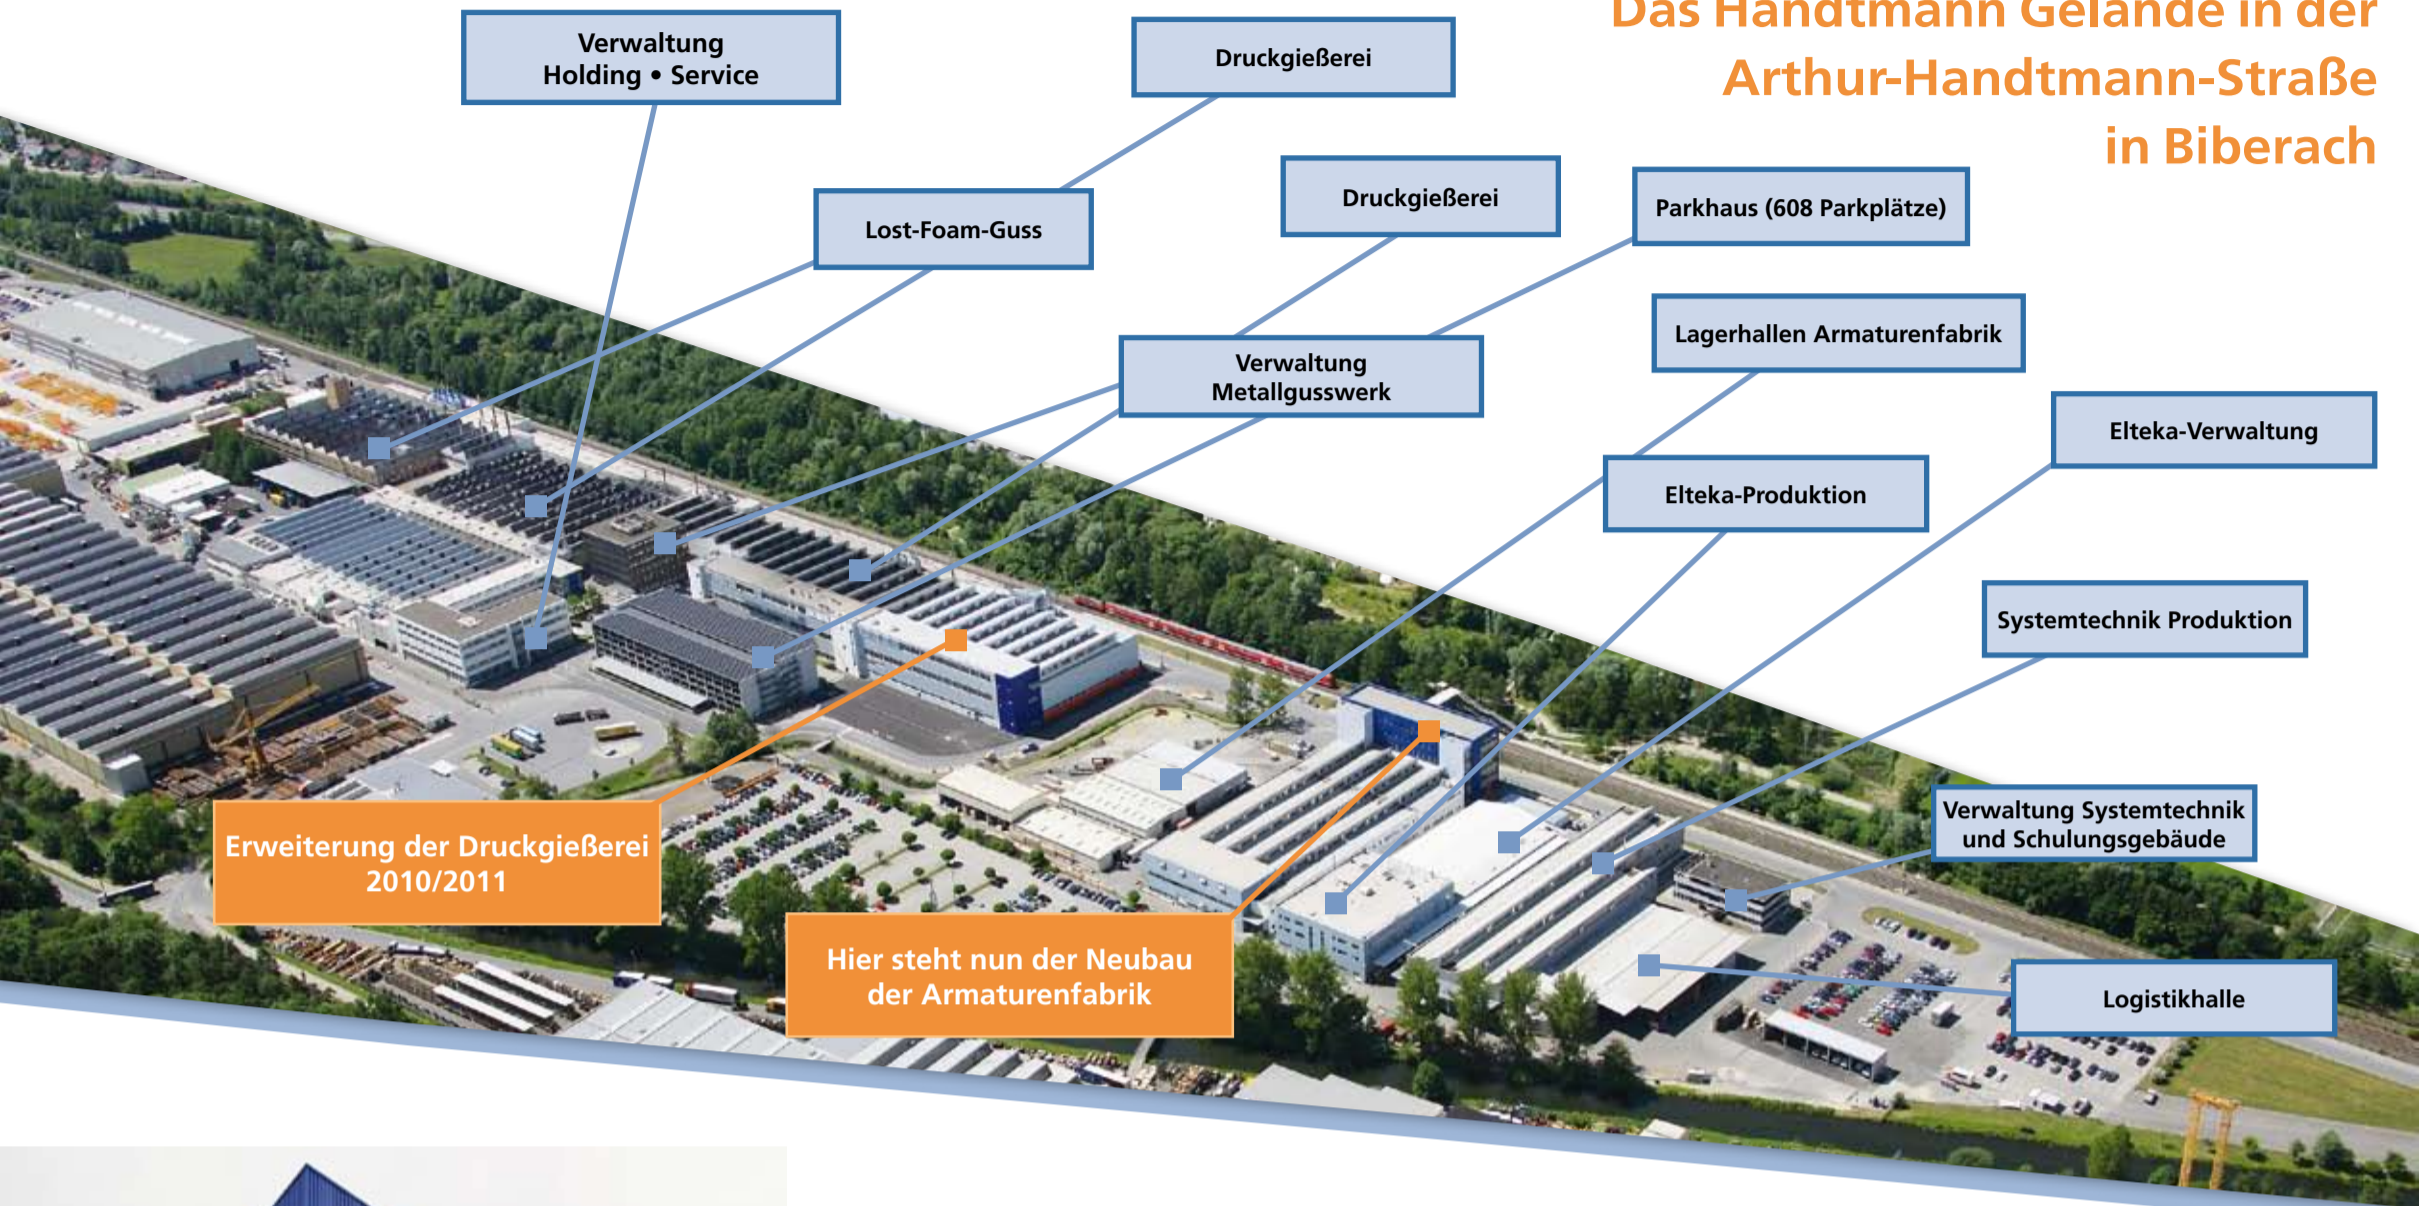 Das Handtmann Gelände in der
Arthur-Handtmann-Straße
in Biberach
Verwaltung
Holding • Service
Druckgießerei
Lost-Foam-Guss
Druckgießerei
Parkhaus (608 Parkplätze)
Verwaltung
Metallgusswerk
Lagerhallen Armaturenfabrik
Elteka-Verwaltung
Elteka-Produktion
Systemtechnik Produktion
Verwaltung Systemtechnik
und Schulungsgebäude
Erweiterung der Druckgießerei
2010/2011
Hier steht nun der Neubau
der Armaturenfabrik
Logistikhalle